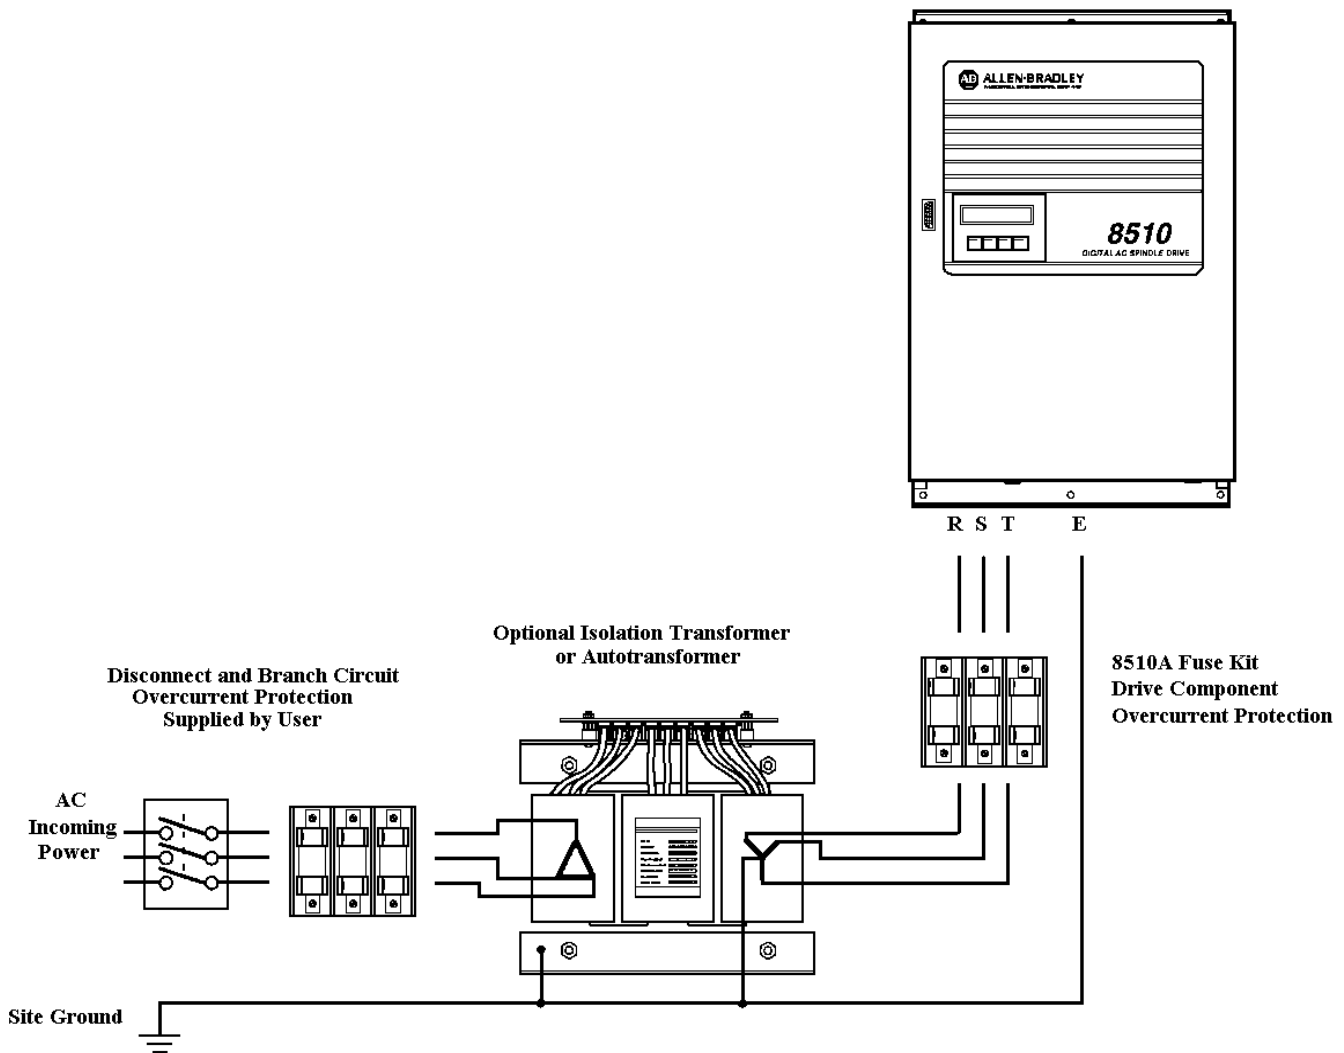 AB ALLEN-BRADLEY
8510
DIGITAL AC SPINDLE DRIVE
R S T E
Optional Isolation Transformer
or Autotransformer
8510A Fuse Kit
Drive Component
Overcurrent Protection
Disconnect and Branch Circuit
Overcurrent Protection
Supplied by User
AC
Incoming
Power
Site Ground